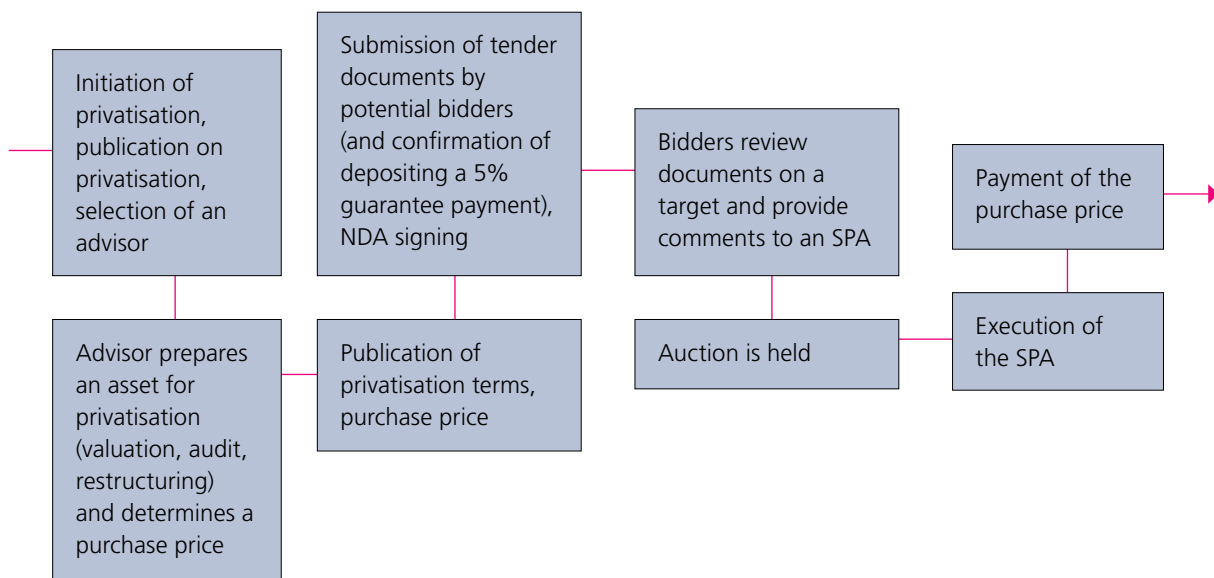 Initiation of
privatisation,
publication on
privatisation,
selection of an
advisor
Advisor prepares
an asset for
privatisation
(valuation, audit,
restructuring)
and determines a
purchase price
Publication of
privatisation terms,
purchase price
Submission of tender
documents by
potential bidders
(and confirmation of
depositing a 5%
guarantee payment),
NDA signing
Bidders review
documents on a
target and provide
comments to an SPA
Auction is held
Execution of
the SPA
Payment of the
purchase price